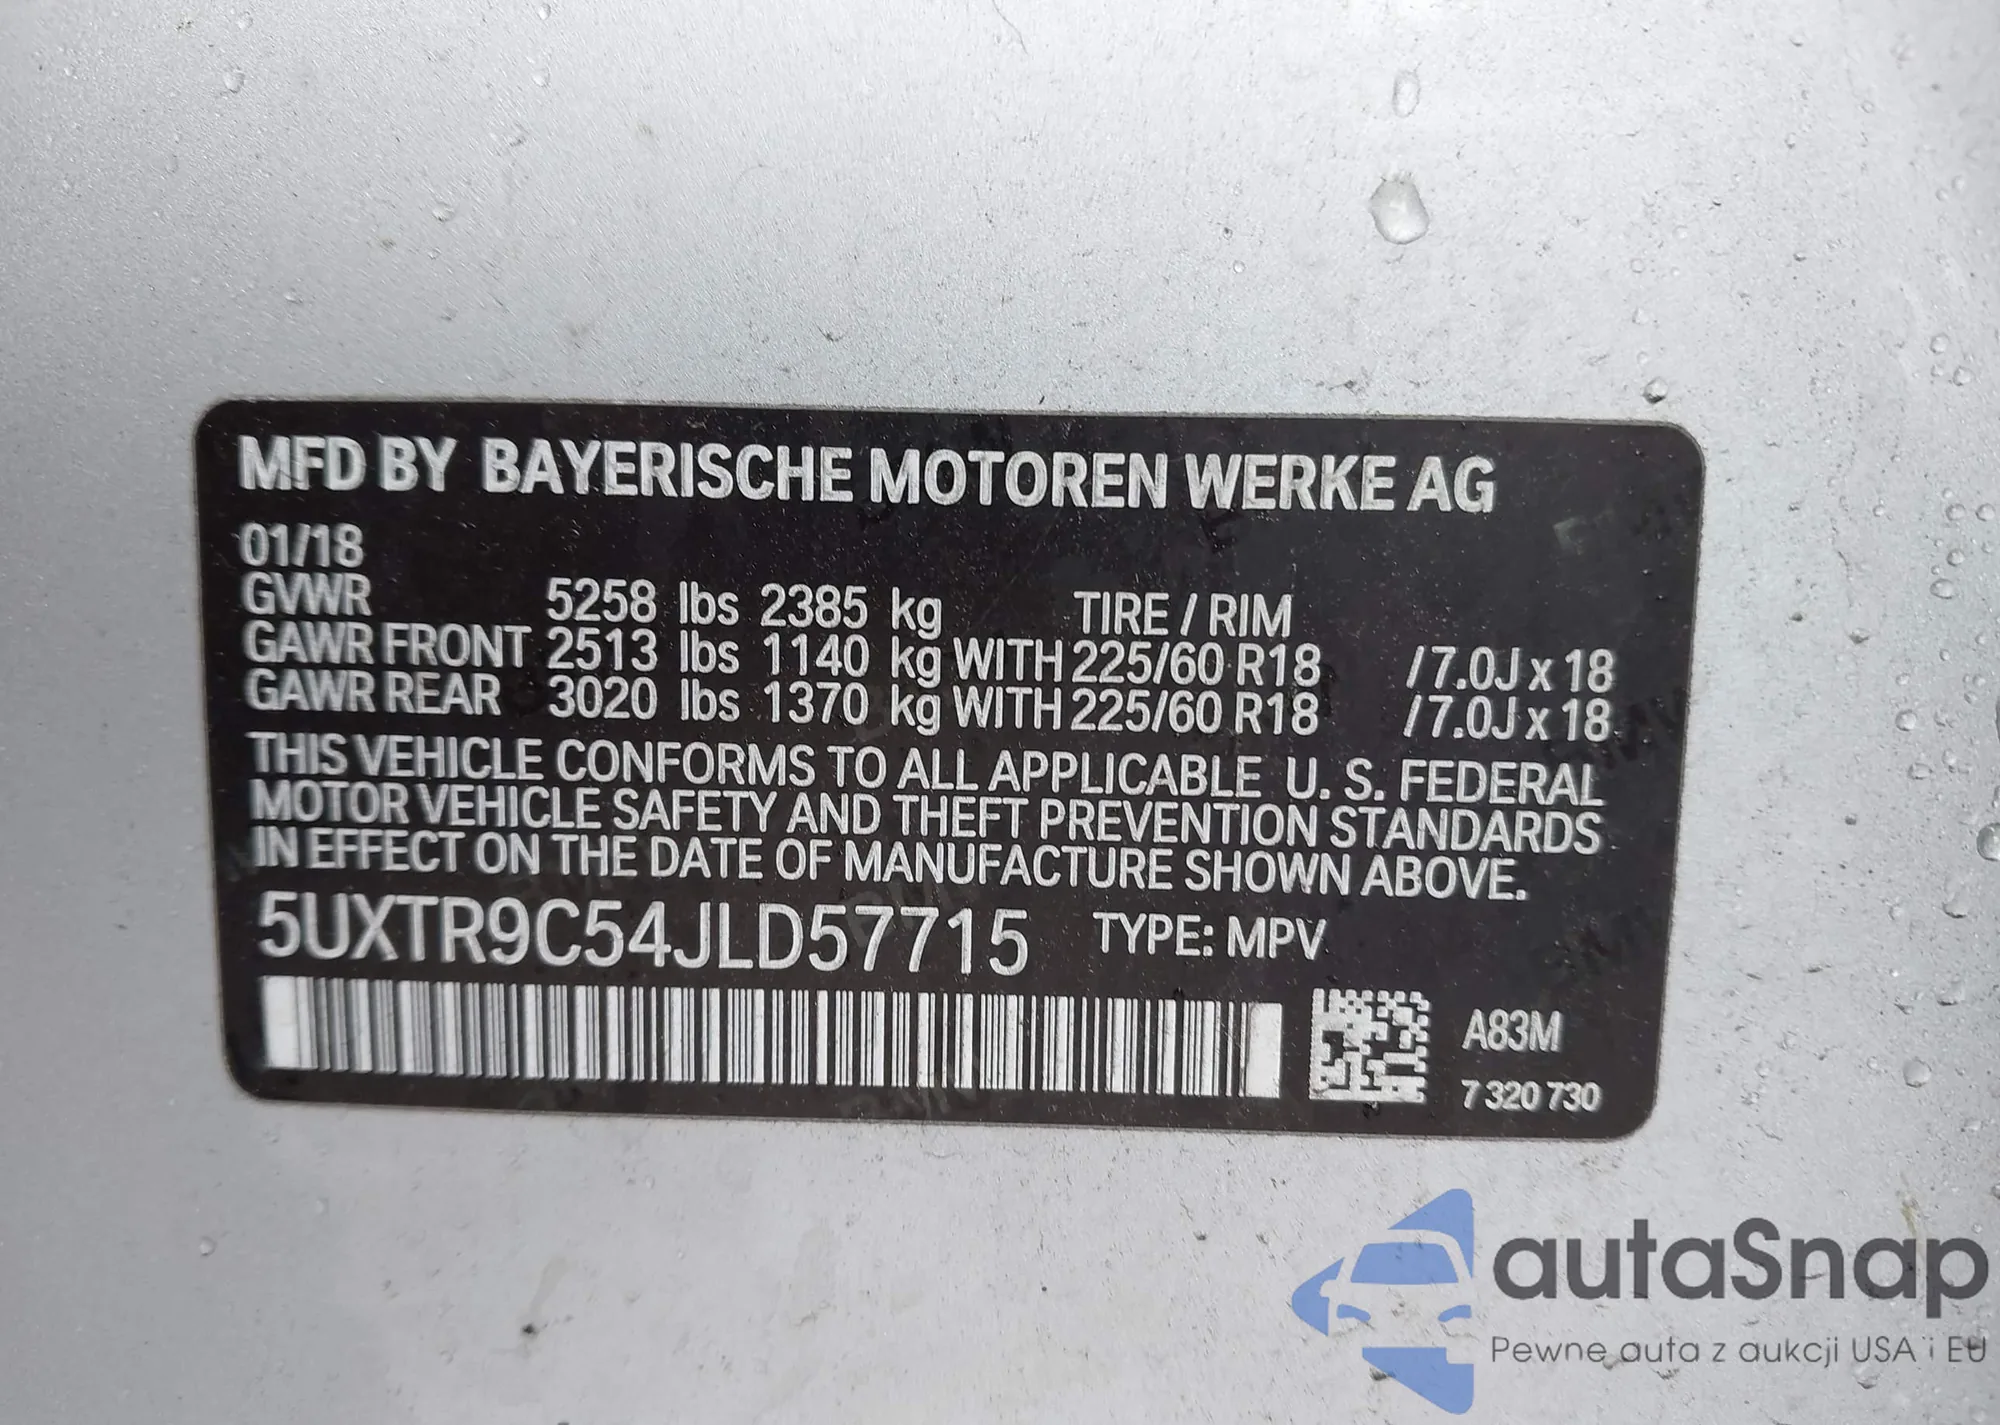 MFD BY BAYERISCHE MOTOREN WERKE AG
01/18
GVWR 5258 lbs 2385 kg TIRE / RIM
GAWR FRONT 2513 lbs 1140 kg WITH 225/60 R18 /7.0J x 18
GAWR REAR 3020 lbs 1370 kg WITH 225/60 R18 /7.0J x 18
THIS VEHICLE CONFORMS TO ALL APPLICABLE U. S. FEDERAL
MOTOR VEHICLE SAFETY AND THEFT PREVENTION STANDARDS
IN EFFECT ON THE DATE OF MANUFACTURE SHOWN ABOVE.
5UXTR9C54JLD57715 TYPE: MPV
A83M
7 320 730
autaSnap
Pewne auta z aukcji USA i EU